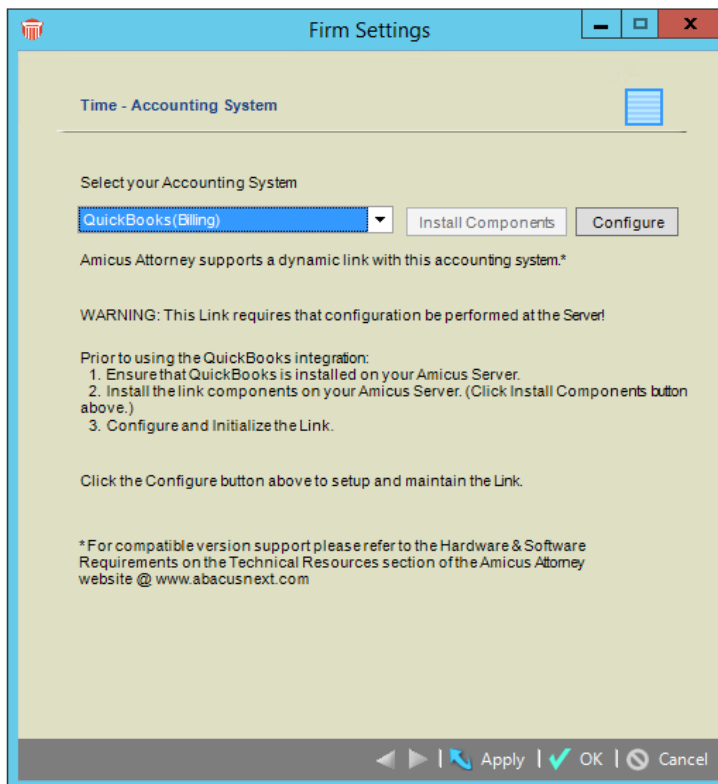 Firm Settings
Time - Accounting System
Select your Accounting System
QuickBooks(Billing)
Install Components
Configure
Amicus Attorney supports a dynamic link with this accounting system.*
WARNING: This Link requires that configuration be performed at the Server!
Prior to using the QuickBooks integration:
1. Ensure that QuickBooks is installed on your Amicus Server.
2. Install the link components on your Amicus Server. (Click Install Components button
above.)
3. Configure and Initialize the Link.
Click the Configure button above to setup and maintain the Link.
*For compatible version support please refer to the Hardware & Software
Requirements on the Technical Resources section of the Amicus Attorney
website @ www.abacusnext.com
Apply
OK
Cancel